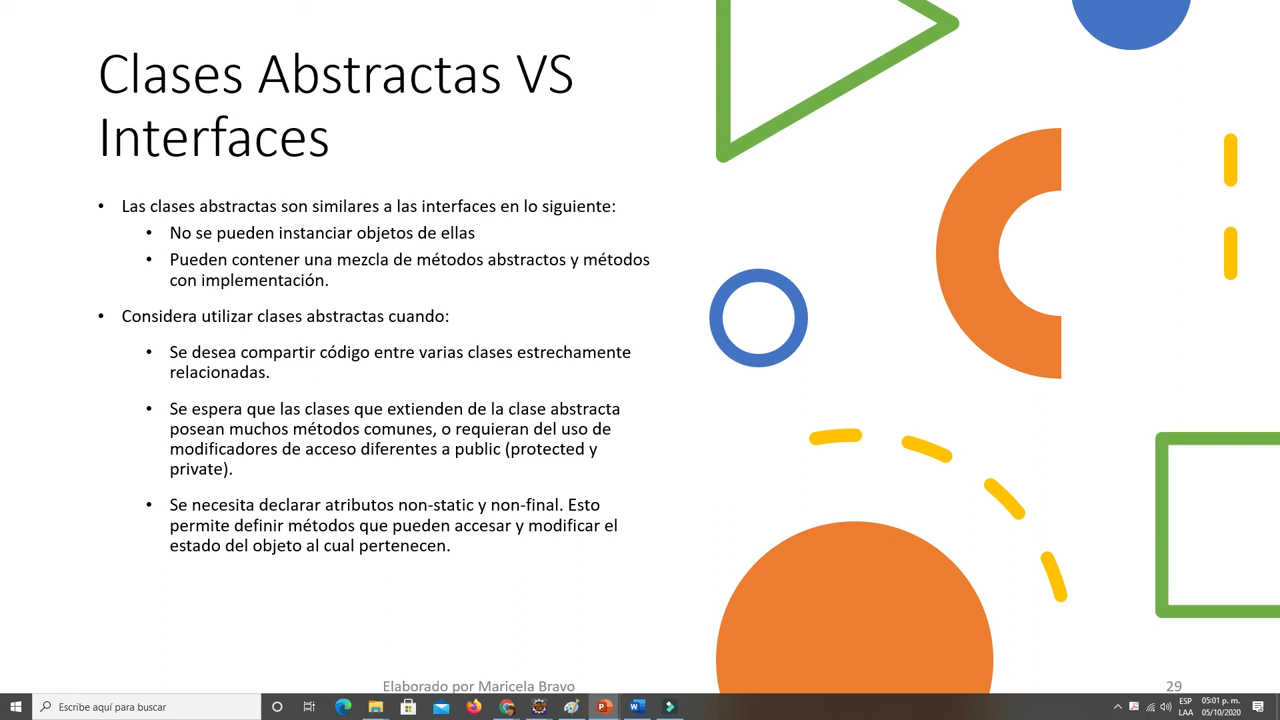 Clases Abstractas VS
Interfaces
• Las clases abstractas son similares a las interfaces en lo siguiente:
• No se pueden instanciar objetos de ellas
• Pueden contener una mezcla de métodos abstractos y métodos
con implementación.
• Considera utilizar clases abstractas cuando:
• Se desea compartir código entre varias clases estrechamente
relacionadas.
• Se espera que las clases que extienden de la clase abstracta
posean muchos métodos comunes, o requieran del uso de
modificadores de acceso diferentes a public (protected y
private).
• Se necesita declarar atributos non-static y non-final. Esto
permite definir métodos que pueden accesar y modificar el
estado del objeto al cual pertenecen.
Elaborado por Maricela Bravo
29
Escribe aquí para buscar
ESP
LAA
05:01 p. m.
05/10/2020